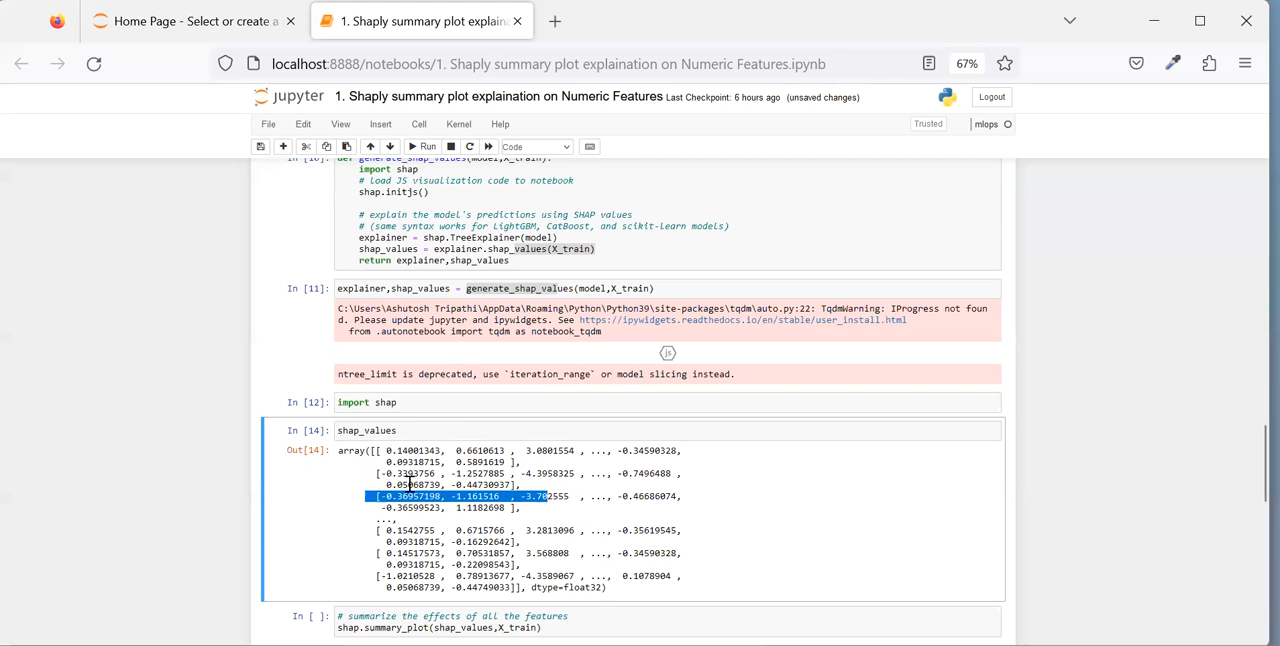 Home Page - Select or create a
1. Shaply summary plot explain
localhost:8888/notebooks/1. Shaply summary plot explaination on Numeric Features.ipynb
67%
jupyter
1. Shaply summary plot explaination on Numeric Features Last Checkpoint: 6 hours ago (unsaved changes)
Logout
File Edit View Insert Cell Kernel Help
Trusted
mlops
Run
Code
In [10]: def generate_shap_values(model,X_train):
import shap
# load JS visualization code to notebook
shap.initjs()
# explain the model's predictions using SHAP values
# (same syntax works for LightGBM, CatBoost, and scikit-learn models)
explainer = shap.TreeExplainer(model)
shap_values = explainer.shap_values(X_train)
return explainer,shap_values
In [11]: explainer,shap_values = generate_shap_values(model,X_train)
C:\Users\Ashutosh Tripathi\AppData\Roaming\Python\Python39\site-packages\tqdm\auto.py:22: TqdmWarning: IProgress not foun
d. Please update jupyter and ipywidgets. See https://ipywidgets.readthedocs.io/en/stable/user_install.html
from .autonotebook import tqdm as notebook_tqdm
js
ntree_limit is deprecated, use `iteration_range` or model slicing instead.
In [12]: import shap
In [14]: shap_values
Out[14]: array([[ 0.14001343, 0.6610613 , 3.0801554 , ..., -0.34590328,
0.09318715, 0.5891619 ],
[-0.3393756 , -1.2527885 , -4.3958325 , ..., -0.7496488 ,
0.05068739, -0.44730937],
[-0.36957198, -1.161516 , -3.702555 , ..., -0.46686074,
-0.36599523, 1.1182698 ],
...,
[ 0.1542755 , 0.6715766 , 3.2813096 , ..., -0.35619545,
0.09318715, -0.16292642],
[ 0.14517573, 0.70531857, 3.568808 , ..., -0.34590328,
0.09318715, -0.22098543],
[-1.0210528 , 0.78913677, -4.3589067 , ..., 0.1078904 ,
0.05068739, -0.44749033]], dtype=float32)
In [ ]: # summarize the effects of all the features
shap.summary_plot(shap_values,X_train)